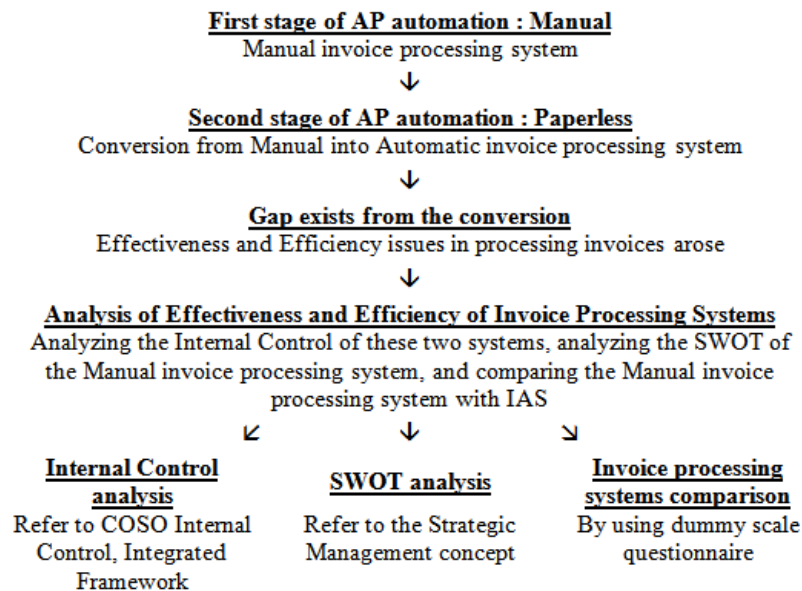 First stage of AP automation : Manual
Manual invoice processing system
Second stage of AP automation : Paperless
Conversion from Manual into Automatic invoice processing system
Gap exists from the conversion
Effectiveness and Efficiency issues in processing invoices arose
Analysis of Effectiveness and Efficiency of Invoice Processing Systems
Analyzing the Internal Control of these two systems, analyzing the SWOT of
the Manual invoice processing system, and comparing the Manual invoice
processing system with IAS
Internal Control
analysis
Refer to COSO Internal
Control, Integrated
Framework
SWOT analysis
Refer to the Strategic
Management concept
Invoice processing
systems comparison
By using dummy scale
questionnaire